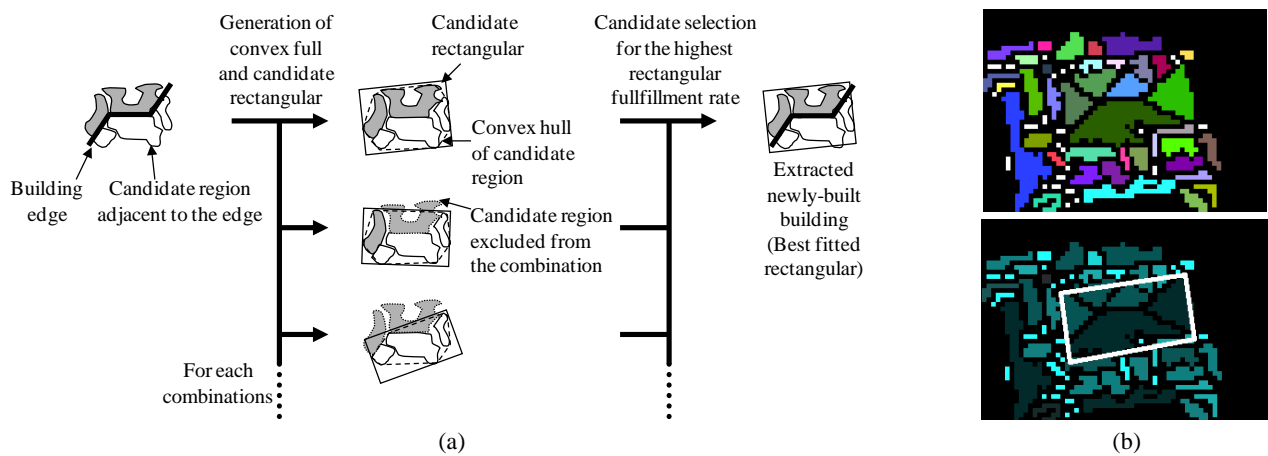 Generation of
convex full
and candidate
rectangular
Candidate
rectangular
Candidate selection
for the highest
rectangular
fullfillment rate
Building
edge
Candidate region
adjacent to the edge
Convex hull
of candidate
region
Extracted
newly-built
building
(Best fitted
rectangular)
Candidate region
excluded from
the combination
For each
combinations
(a)
(b)